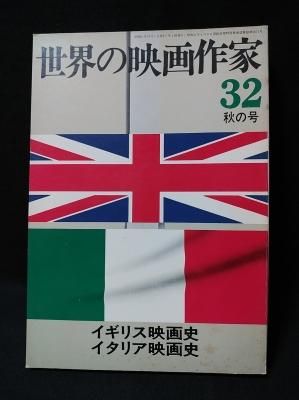 世界の映画作家
32
秋の号
イギリス映画史
イタリア映画史